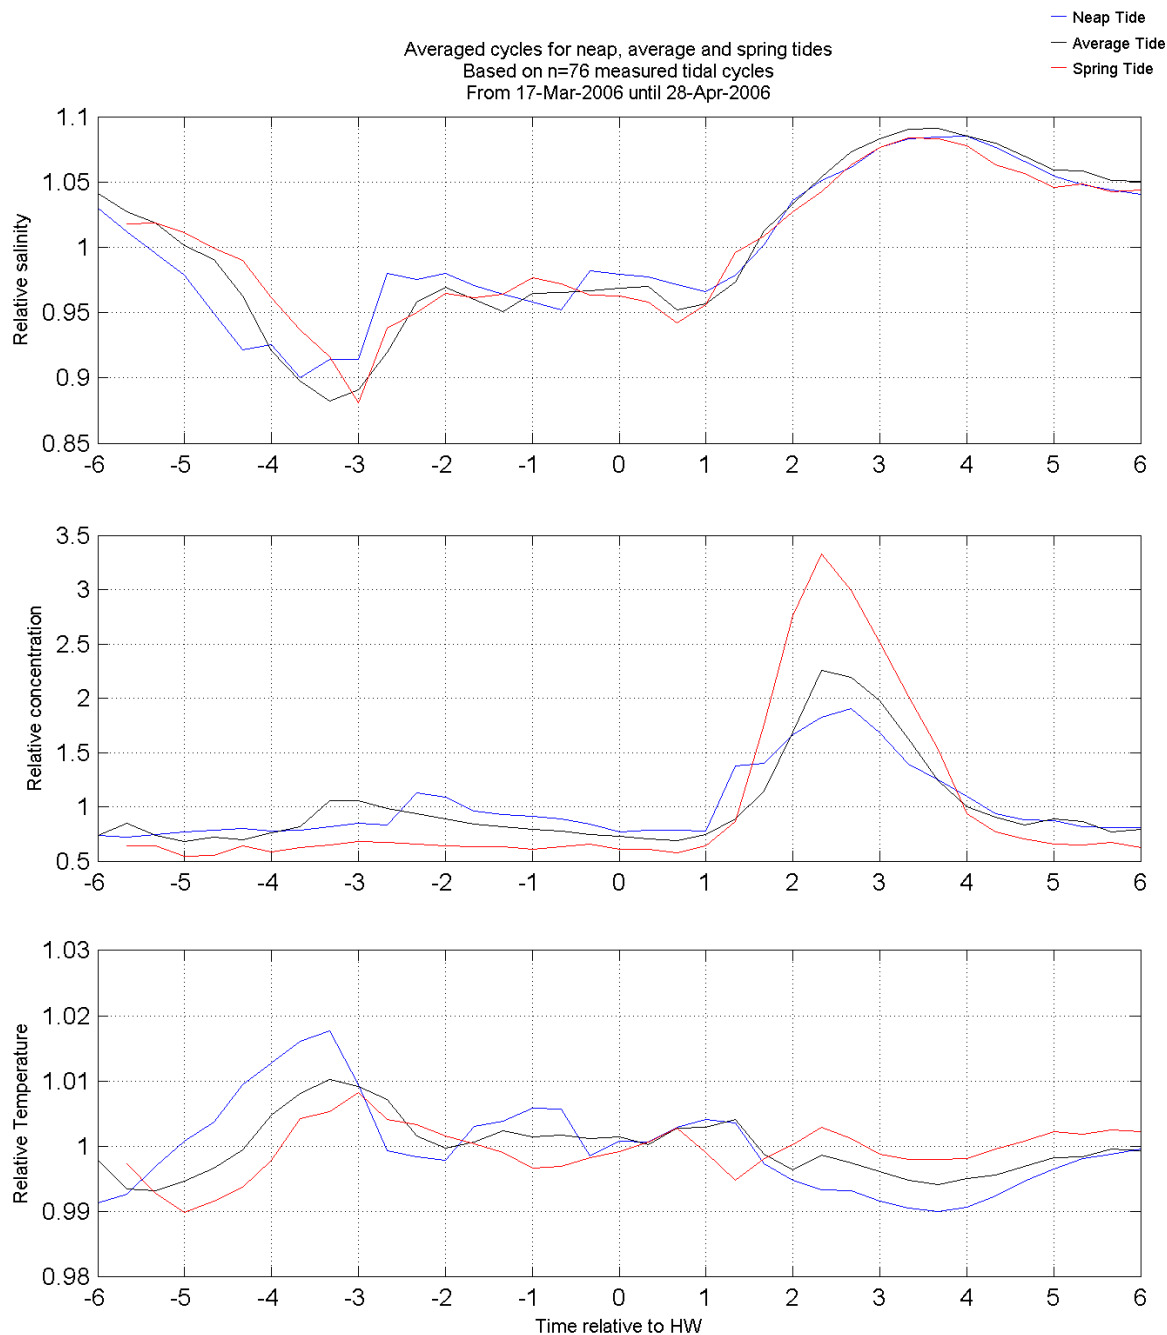 Neap Tide
Average Tide
Spring Tide
Averaged cycles for neap, average and spring tides
Based on n=76 measured tidal cycles
From 17-Mar-2006 until 28-Apr-2006
Relative salinity
1.1
1.05
1
0.95
0.9
0.85
-6 -5 -4 -3 -2 -1 0 1 2 3 4 5 6
Relative concentration
3.5
3
2.5
2
1.5
1
0.5
-6 -5 -4 -3 -2 -1 0 1 2 3 4 5 6
Relative Temperature
1.03
1.02
1.01
1
0.99
0.98
-6 -5 -4 -3 -2 -1 0 1 2 3 4 5 6
Time relative to HW